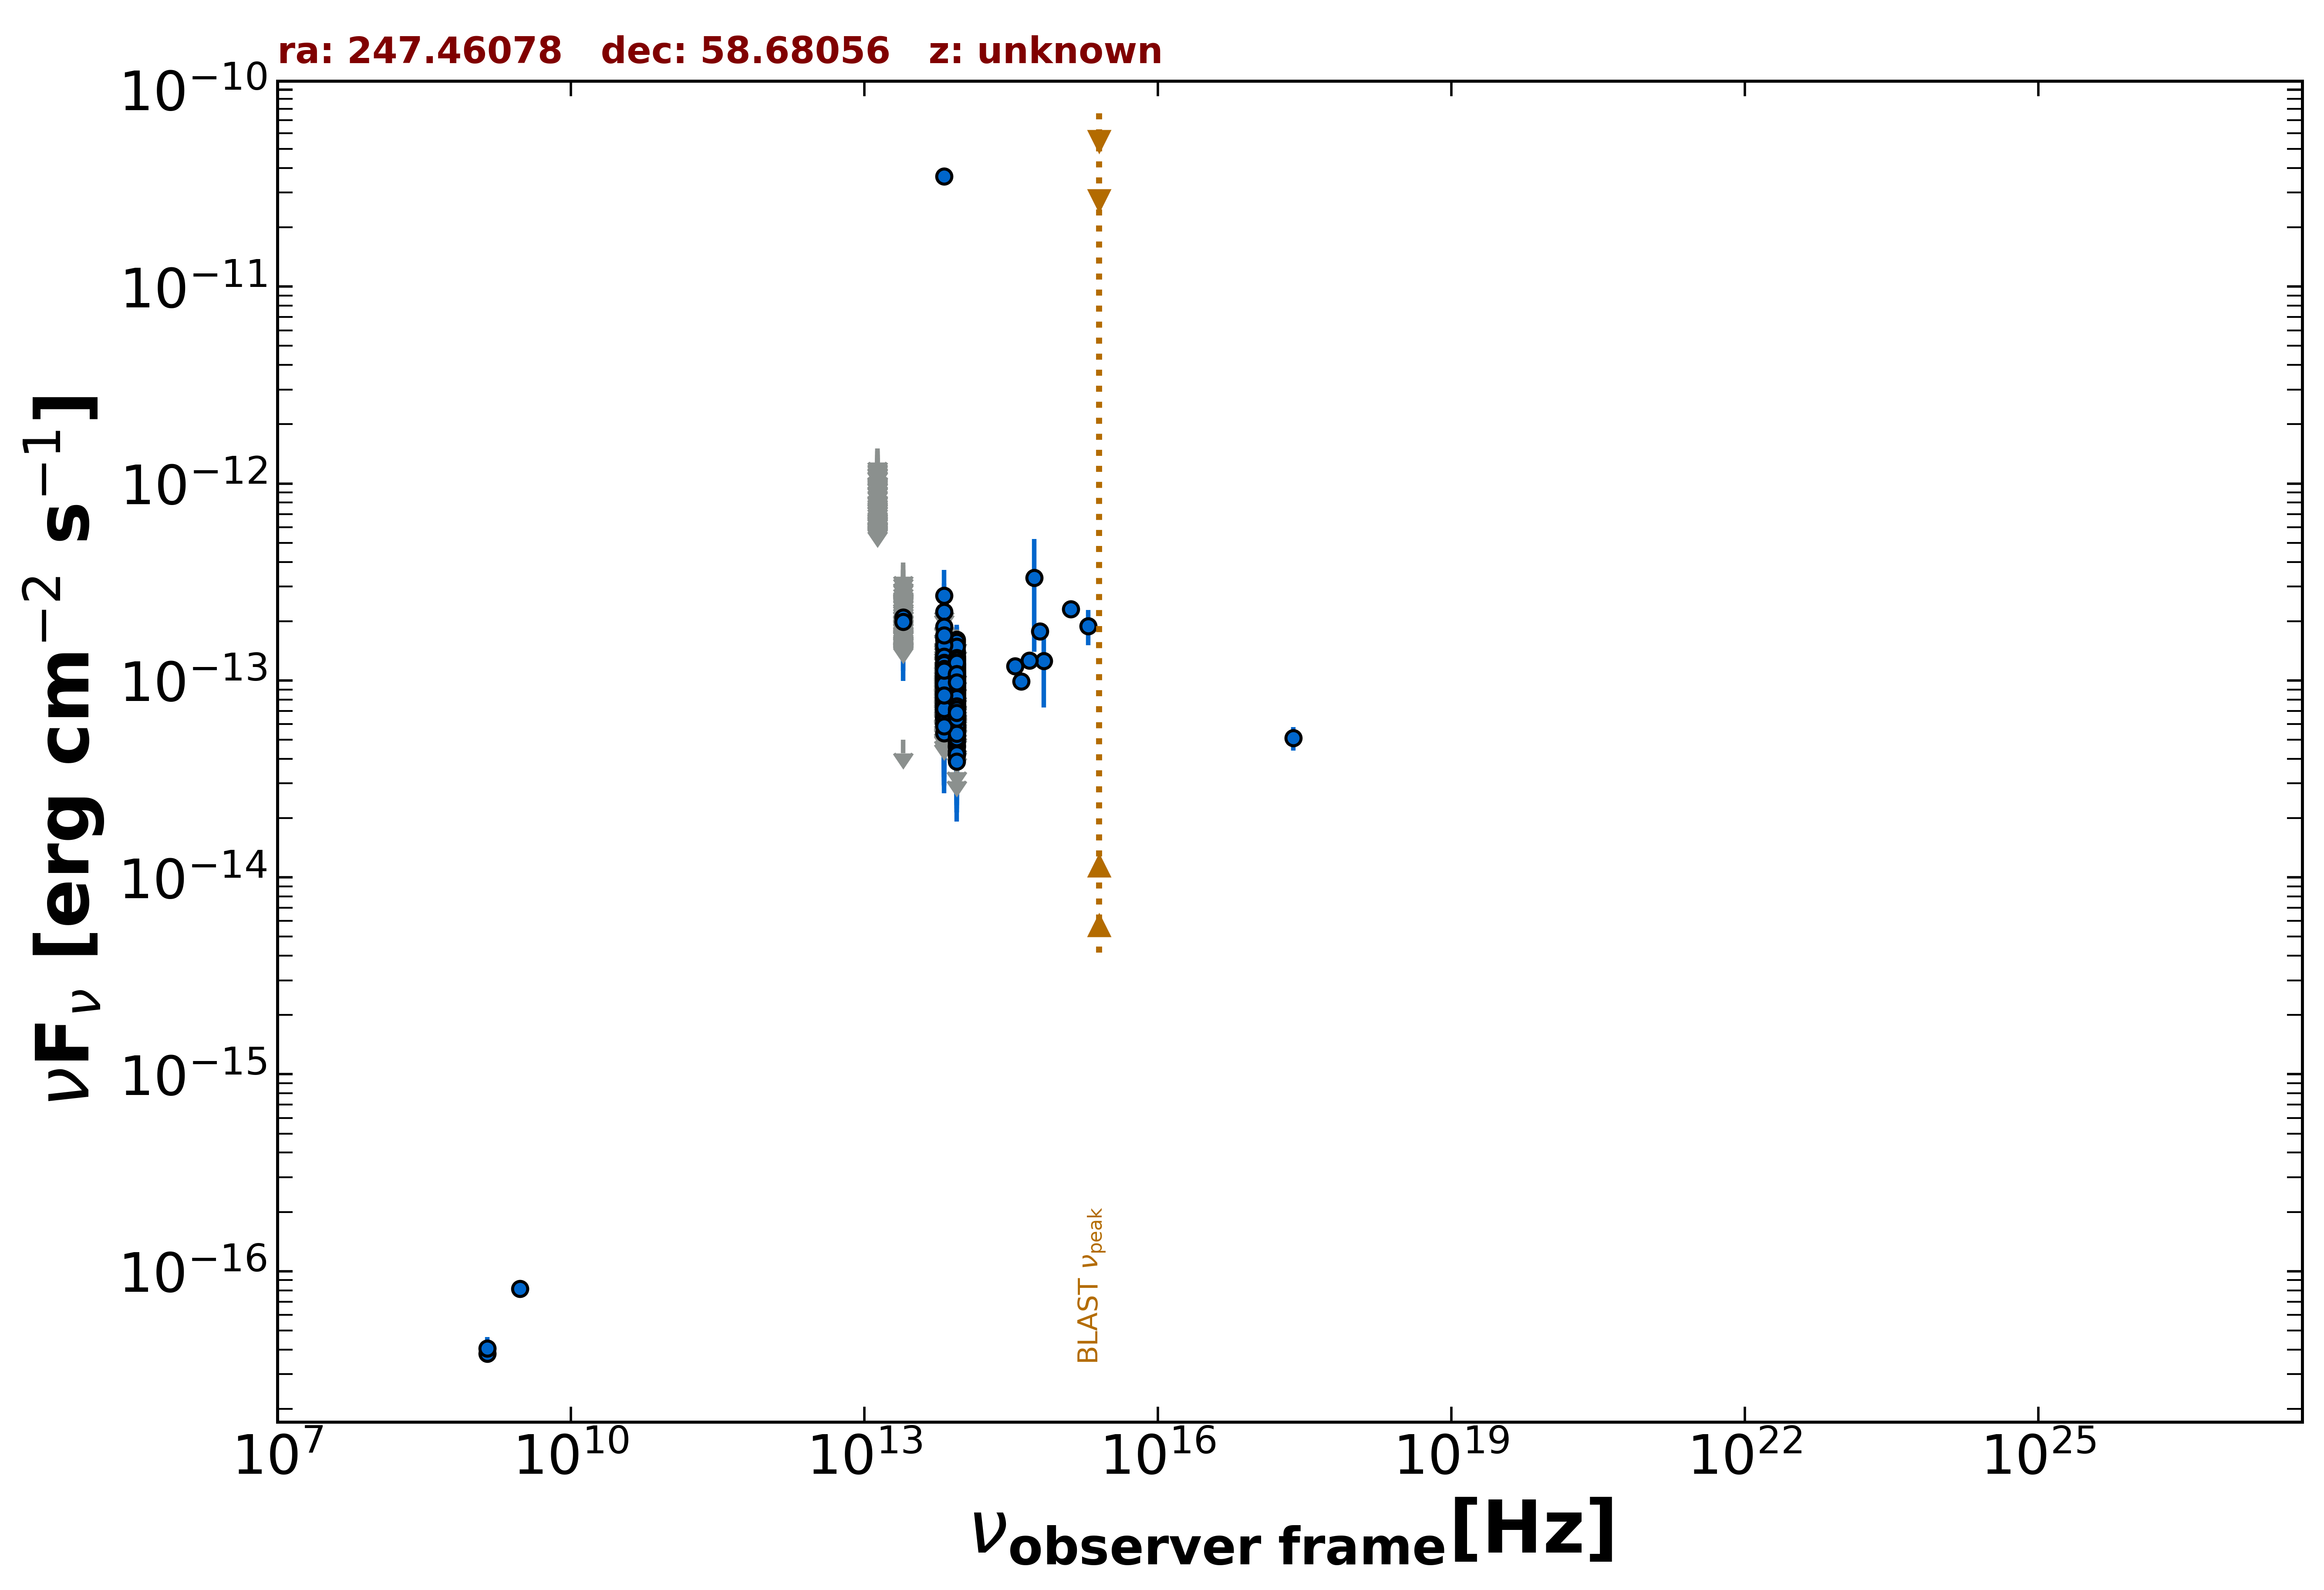 ra: 247.46078   dec: 58.68056   z: unknown
10⁻¹⁰
10⁻¹¹
10⁻¹²
10⁻¹³
10⁻¹⁴
10⁻¹⁵
10⁻¹⁶
νFν [erg cm⁻² s⁻¹]
BLAST νpeak
10⁷ 10¹⁰ 10¹³ 10¹⁶ 10¹⁹ 10²² 10²⁵
νobserver frame[Hz]